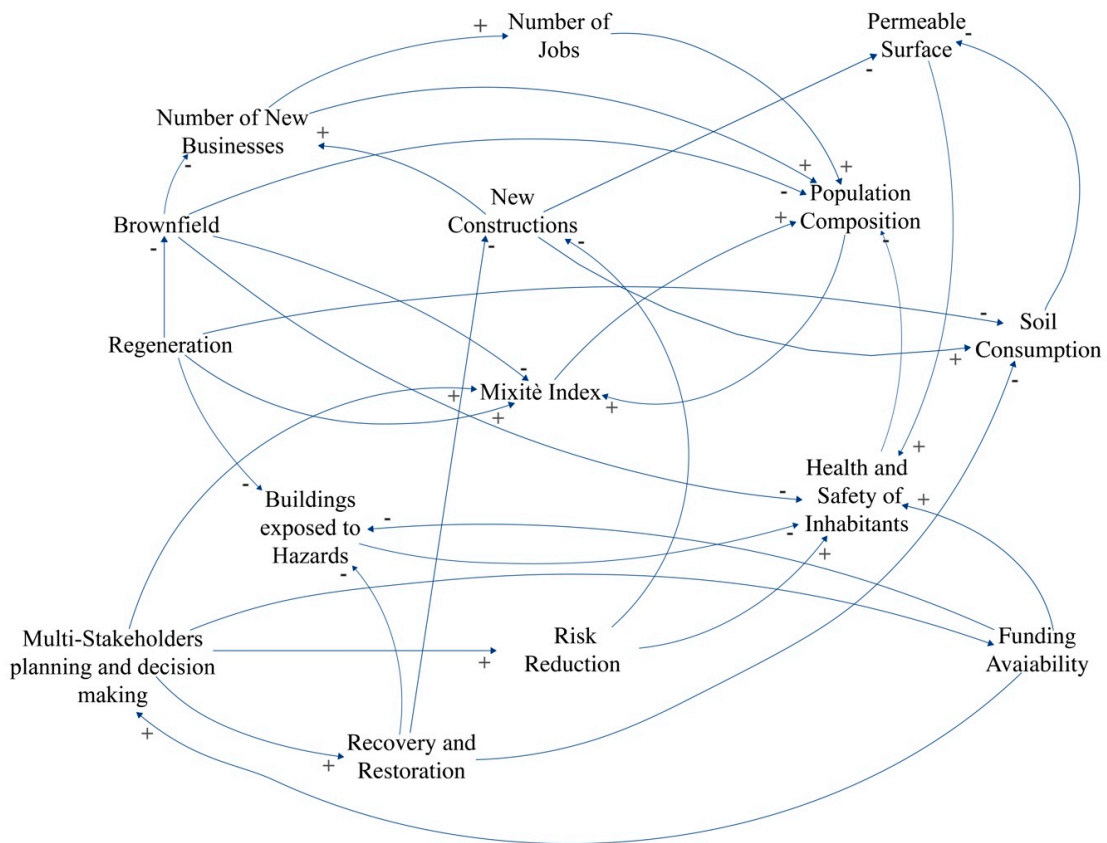 Number of
Jobs
Permeable
Surface
Number of New
Businesses
Population
Composition
New
Constructions
Brownfield
Regeneration
Soil
Consumption
Mixitè Index
Health and
Safety of
Inhabitants
Buildings
exposed to
Hazards
Multi-Stakeholders
planning and decision
making
Risk
Reduction
Funding
Avaiability
Recovery and
Restoration
+
-
-
+
-
+
+
-
+
-
-
-
-
+
-
+
+
+
-
+
-
-
+
-
-
+
-
+
+
+